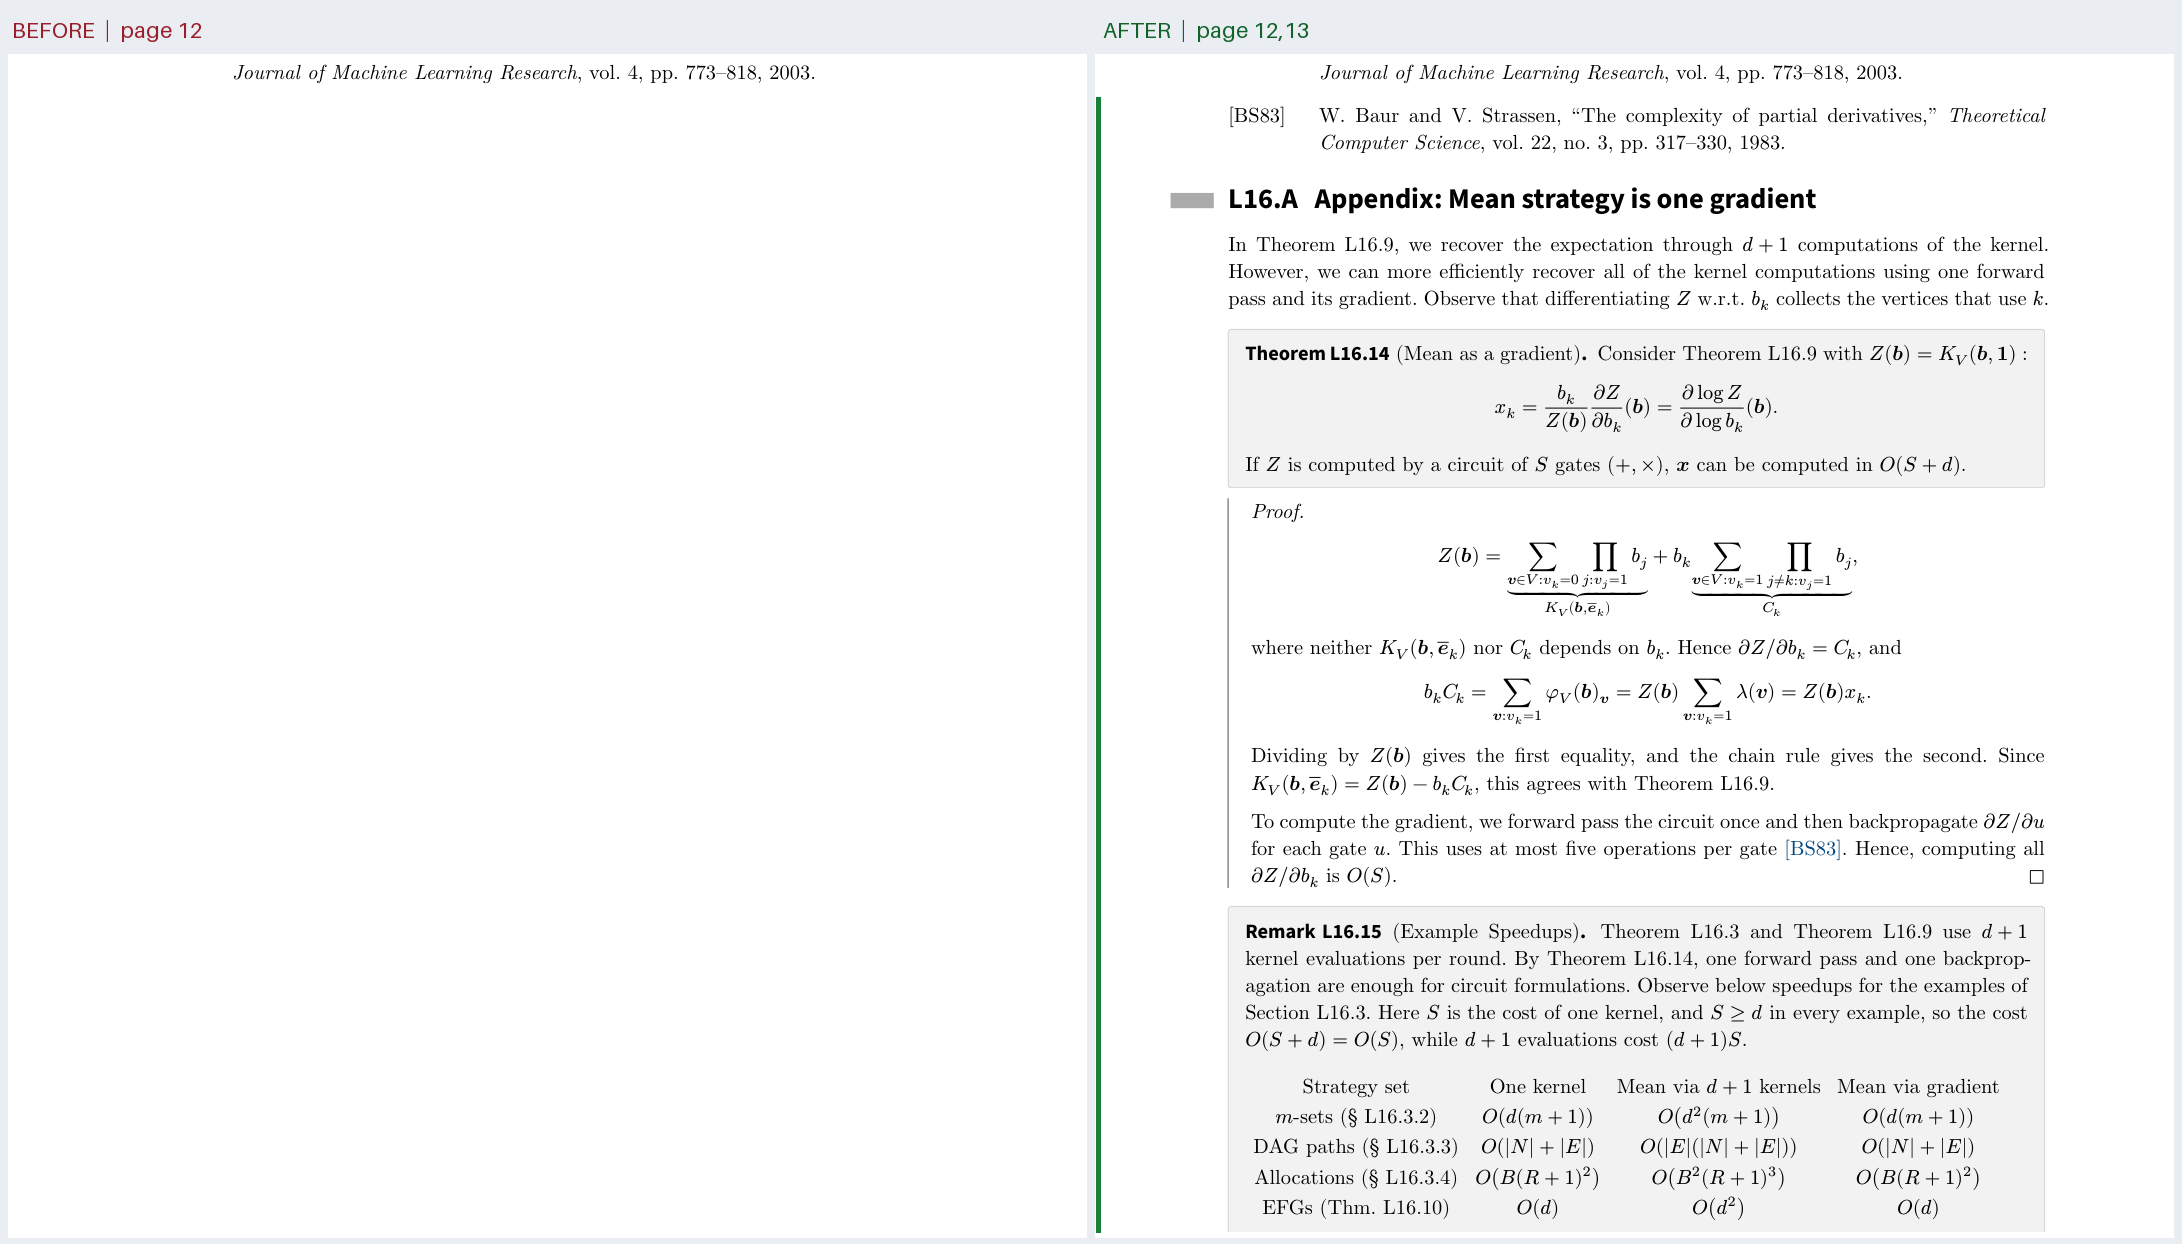 BEFORE | page 12
Journal of Machine Learning Research, vol. 4, pp. 773–818, 2003.
AFTER | page 12,13
Journal of Machine Learning Research, vol. 4, pp. 773–818, 2003.
[BS83] W. Baur and V. Strassen, “The complexity of partial derivatives,” Theoretical
Computer Science, vol. 22, no. 3, pp. 317–330, 1983.
L16.A Appendix: Mean strategy is one gradient
In Theorem L16.9, we recover the expectation through d + 1 computations of the kernel.
However, we can more efficiently recover all of the kernel computations using one forward
pass and its gradient. Observe that differentiating Z w.r.t. b_k collects the vertices that use k.
Theorem L16.14 (Mean as a gradient). Consider Theorem L16.9 with Z(b) = K_V(b, 1) :
x_k = b_k/Z(b) ∂Z/∂b_k (b) = ∂ log Z/∂ log b_k (b).
If Z is computed by a circuit of S gates (+, ×), x can be computed in O(S + d).
Proof.
Z(b) = ∑_{v∈V:v_k=0} ∏_{j:v_j=1} b_j + b_k ∑_{v∈V:v_k=1} ∏_{j≠k:v_j=1} b_j,
K_V(b, e̅_k) C_k
where neither K_V(b, e̅_k) nor C_k depends on b_k. Hence ∂Z/∂b_k = C_k, and
b_k C_k = ∑_{v:v_k=1} φ_V(b)_v = Z(b) ∑_{v:v_k=1} λ(v) = Z(b)x_k.
Dividing by Z(b) gives the first equality, and the chain rule gives the second. Since
K_V(b, e̅_k) = Z(b) − b_k C_k, this agrees with Theorem L16.9.
To compute the gradient, we forward pass the circuit once and then backpropagate ∂Z/∂u
for each gate u. This uses at most five operations per gate [BS83]. Hence, computing all
∂Z/∂b_k is O(S). □
Remark L16.15 (Example Speedups). Theorem L16.3 and Theorem L16.9 use d + 1
kernel evaluations per round. By Theorem L16.14, one forward pass and one backprop-
agation are enough for circuit formulations. Observe below speedups for the examples of
Section L16.3. Here S is the cost of one kernel, and S ≥ d in every example, so the cost
O(S + d) = O(S), while d + 1 evaluations cost (d + 1)S.
Strategy set One kernel Mean via d + 1 kernels Mean via gradient
m-sets (§ L16.3.2) O(d(m + 1)) O(d²(m + 1)) O(d(m + 1))
DAG paths (§ L16.3.3) O(|N| + |E|) O(|E|(|N| + |E|)) O(|N| + |E|)
Allocations (§ L16.3.4) O(B(R + 1)²) O(B²(R + 1)³) O(B(R + 1)²)
EFGs (Thm. L16.10) O(d) O(d²) O(d)